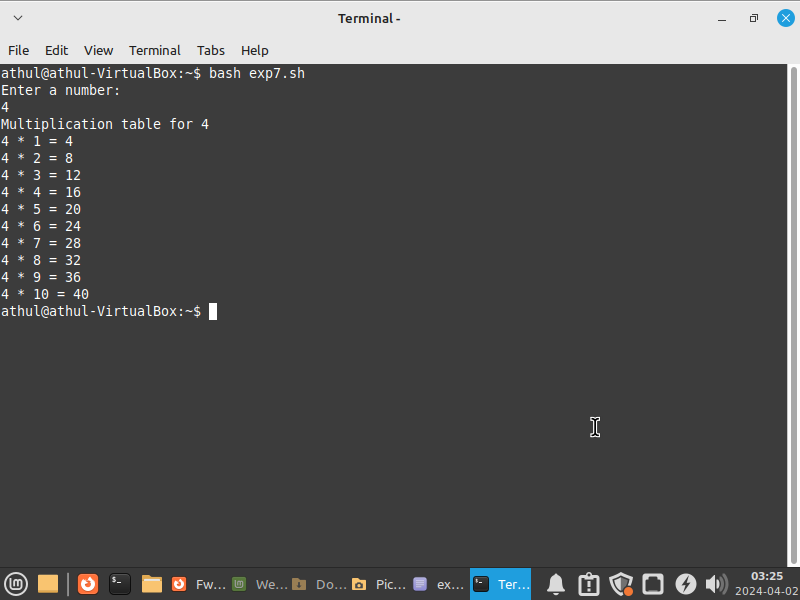 Terminal -
File Edit View Terminal Tabs Help
athul@athul-VirtualBox:~$ bash exp7.sh
Enter a number:
4
Multiplication table for 4
4 * 1 = 4
4 * 2 = 8
4 * 3 = 12
4 * 4 = 16
4 * 5 = 20
4 * 6 = 24
4 * 7 = 28
4 * 8 = 32
4 * 9 = 36
4 * 10 = 40
athul@athul-VirtualBox:~$
Fw... We... Do... Pic... ex... Ter...
03:25
2024-04-02